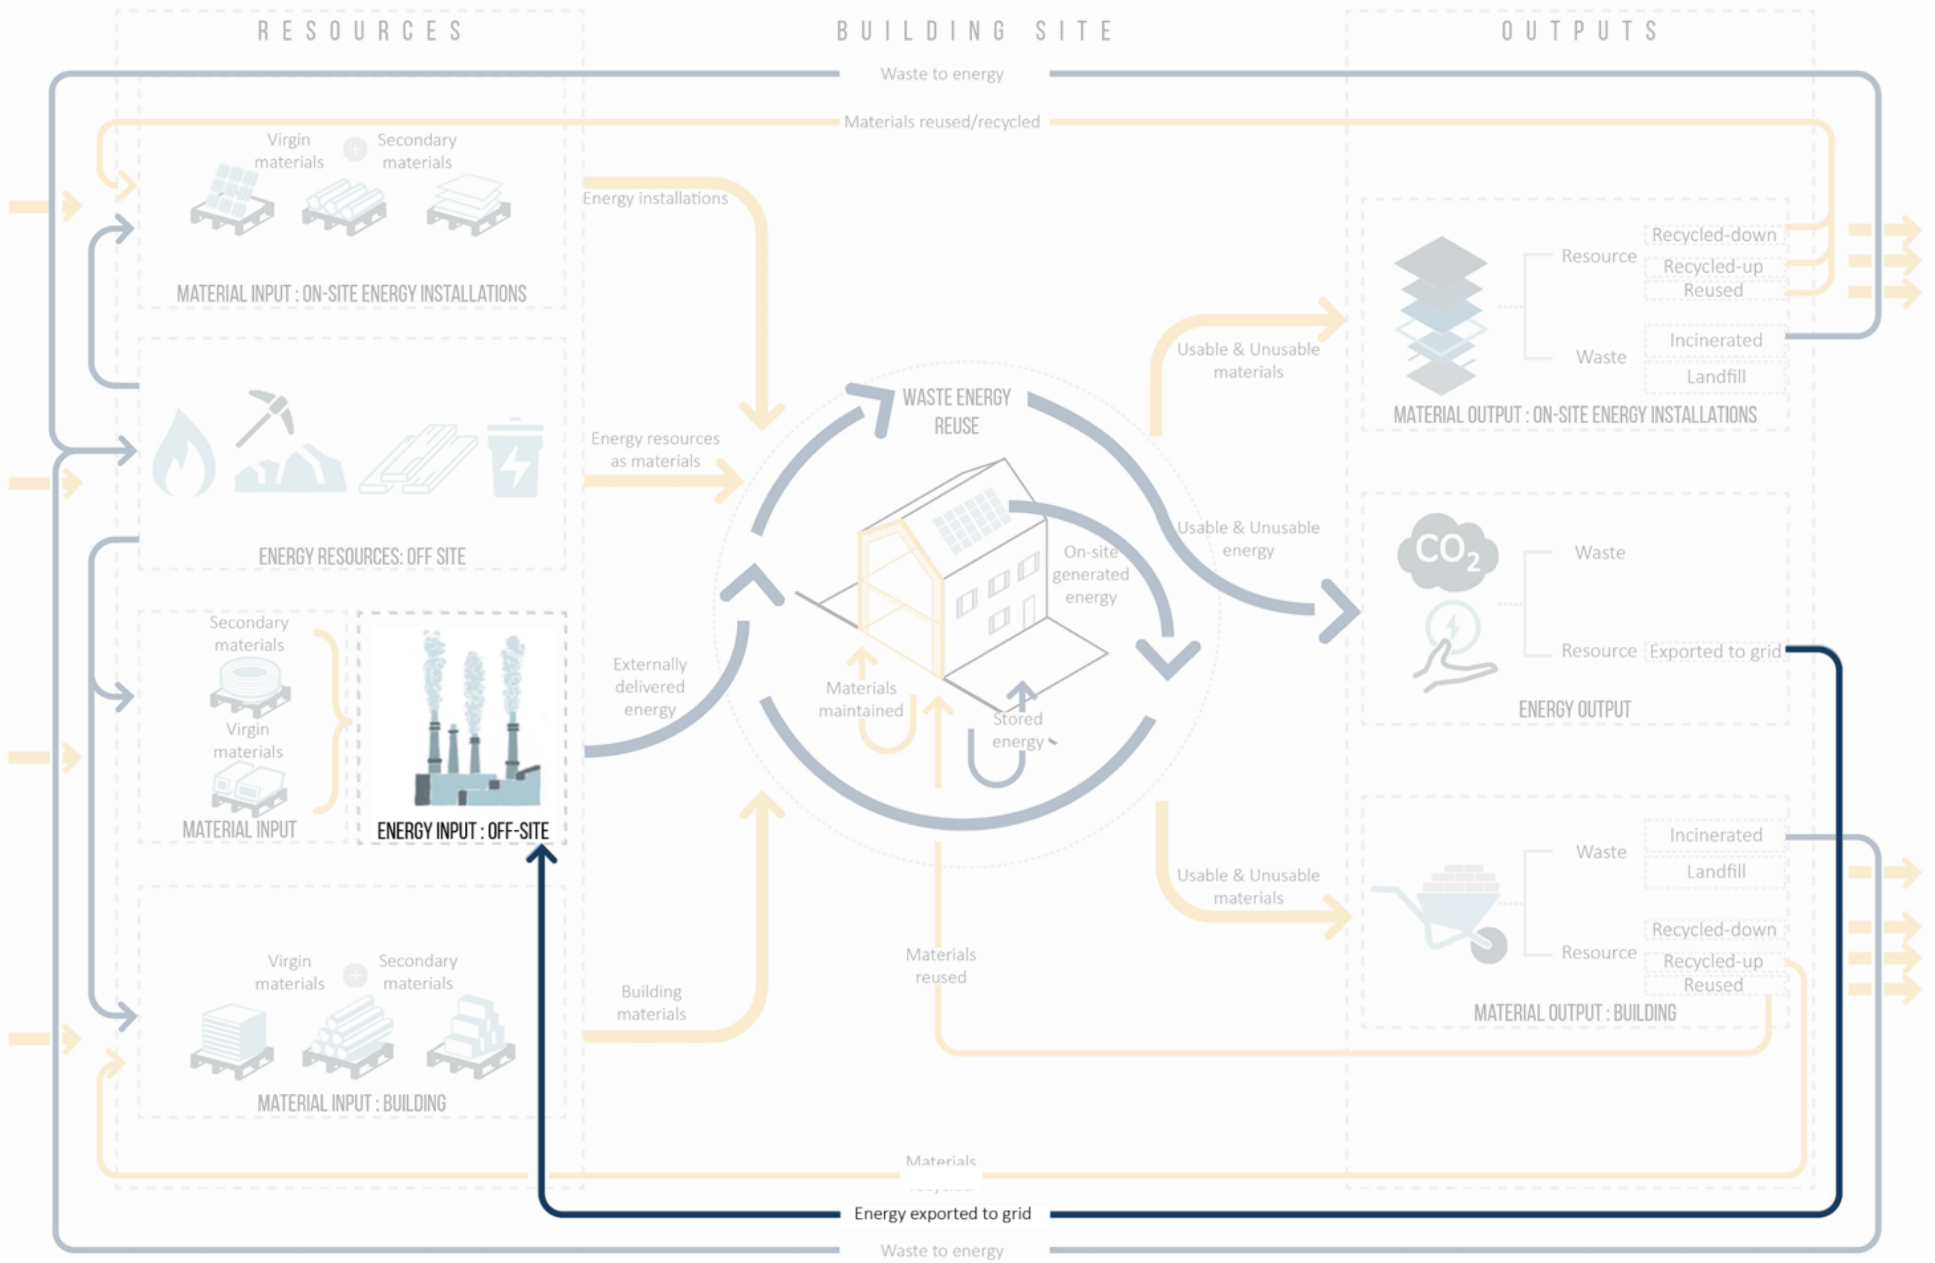 RESOURCES
BUILDING SITE
OUTPUTS
Waste to energy
Materials reused/recycled
Virgin
materials
Secondary
materials
MATERIAL INPUT : ON-SITE ENERGY INSTALLATIONS
Energy installations
ENERGY RESOURCES: OFF SITE
Energy resources
as materials
Secondary
materials
Virgin
materials
MATERIAL INPUT
ENERGY INPUT : OFF-SITE
Externally
delivered
energy
Virgin
materials
Secondary
materials
MATERIAL INPUT : BUILDING
Building
materials
WASTE ENERGY
REUSE
On-site
generated
energy
Materials
maintained
Stored
energy
Materials
reused
Usable & Unusable
materials
Usable & Unusable
energy
Usable & Unusable
materials
Resource
Recycled-down
Recycled-up
Reused
Waste
Incinerated
Landfill
MATERIAL OUTPUT : ON-SITE ENERGY INSTALLATIONS
CO2
Waste
Resource
Exported to grid
ENERGY OUTPUT
Waste
Incinerated
Landfill
Resource
Recycled-down
Recycled-up
Reused
MATERIAL OUTPUT : BUILDING
Materials
Energy exported to grid
Waste to energy